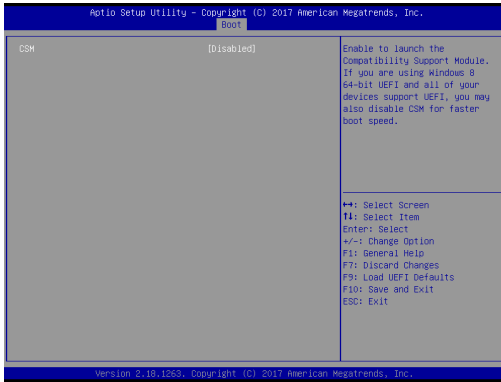 Aptio Setup Utility – Copyright (C) 2017 American Megatrends, Inc.
Boot
CSM [Disabled]
Enable to launch the
Compatibility Support Module.
If you are using Windows 8
64-bit UEFI and all of your
devices support UEFI, you may
also disable CSM for faster
boot speed.
↔: Select Screen
↑↓: Select Item
Enter: Select
+/-: Change Option
F1: General Help
F7: Discard Changes
F9: Load UEFI Defaults
F10: Save and Exit
ESC: Exit
Version 2.18.1263. Copyright (C) 2017 American Megatrends, Inc.